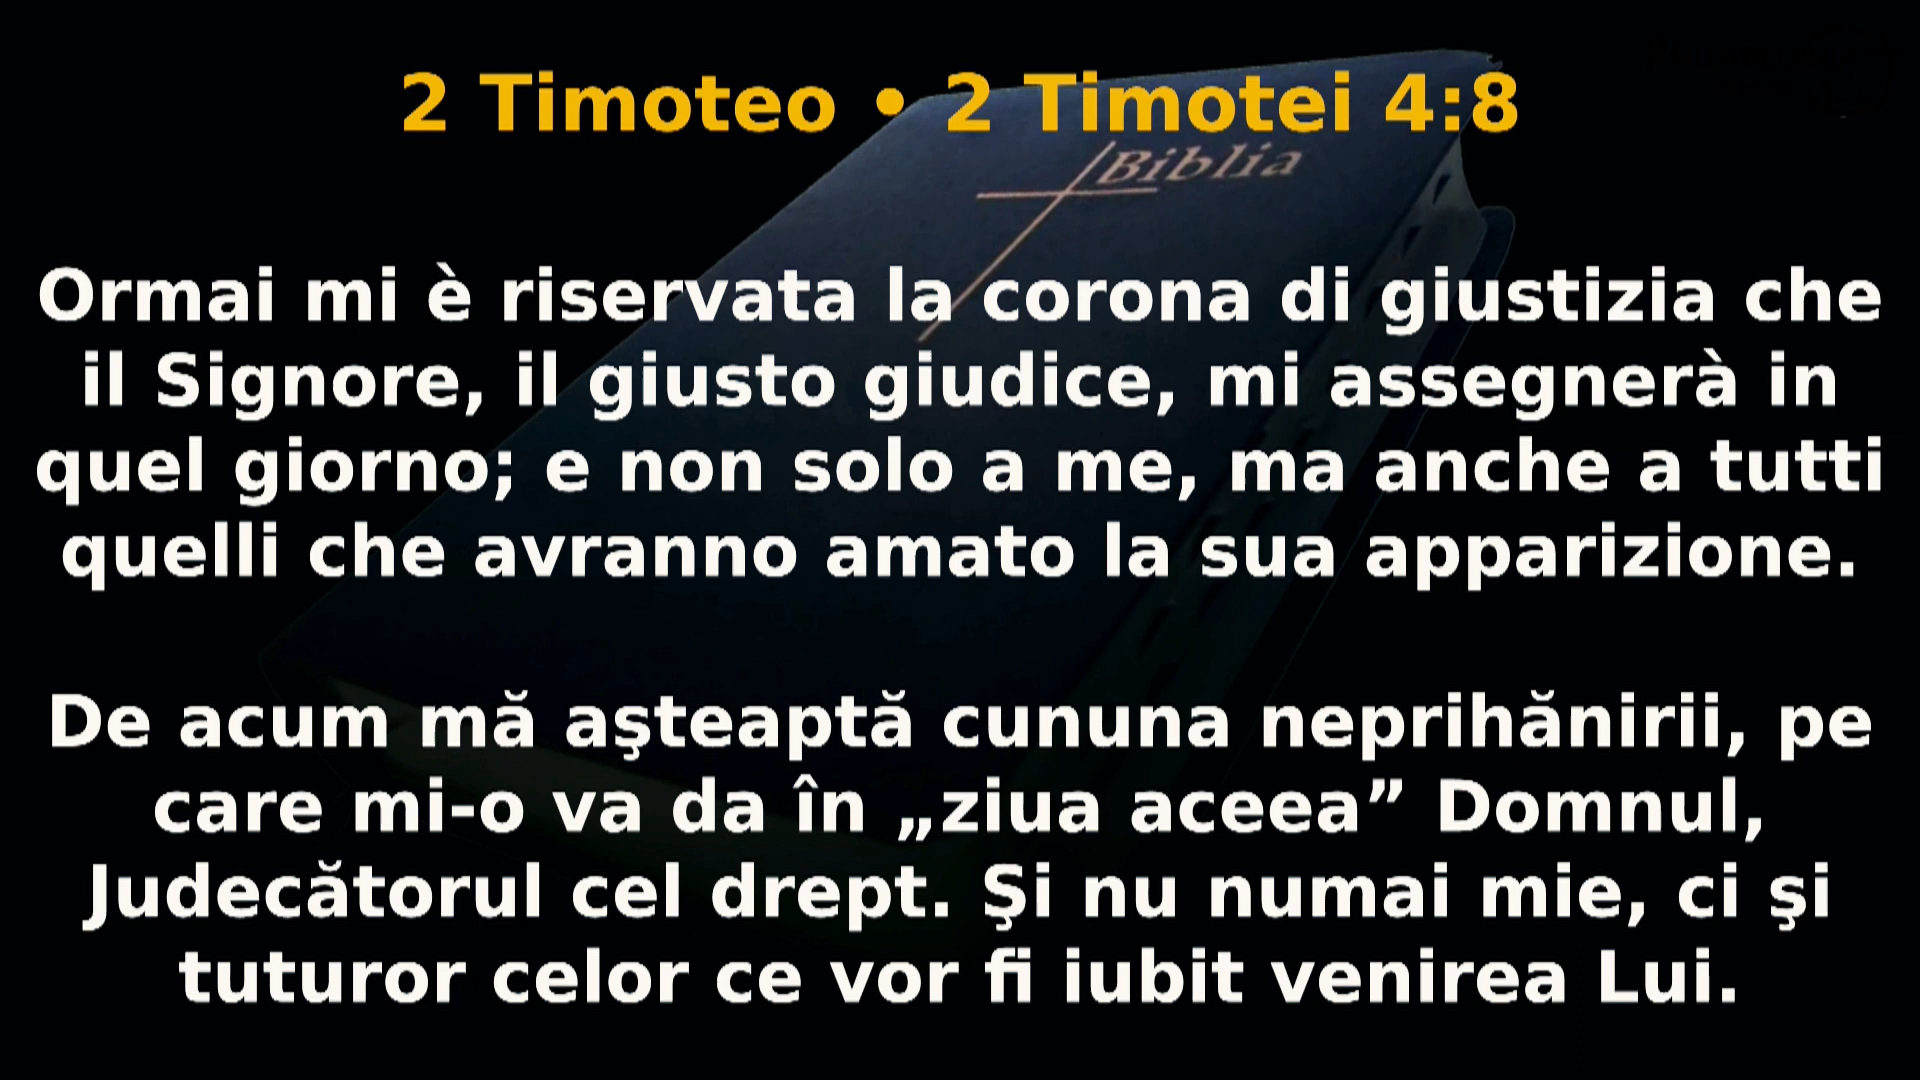 2 Timoteo • 2 Timotei 4:8
Biblia
Ormai mi è riservata la corona di giustizia che
il Signore, il giusto giudice, mi assegnerà in
quel giorno; e non solo a me, ma anche a tutti
quelli che avranno amato la sua apparizione.
De acum mă aşteaptă cununa neprihănirii, pe
care mi-o va da în „ziua aceea” Domnul,
Judecătorul cel drept. Şi nu numai mie, ci şi
tuturor celor ce vor fi iubit venirea Lui.